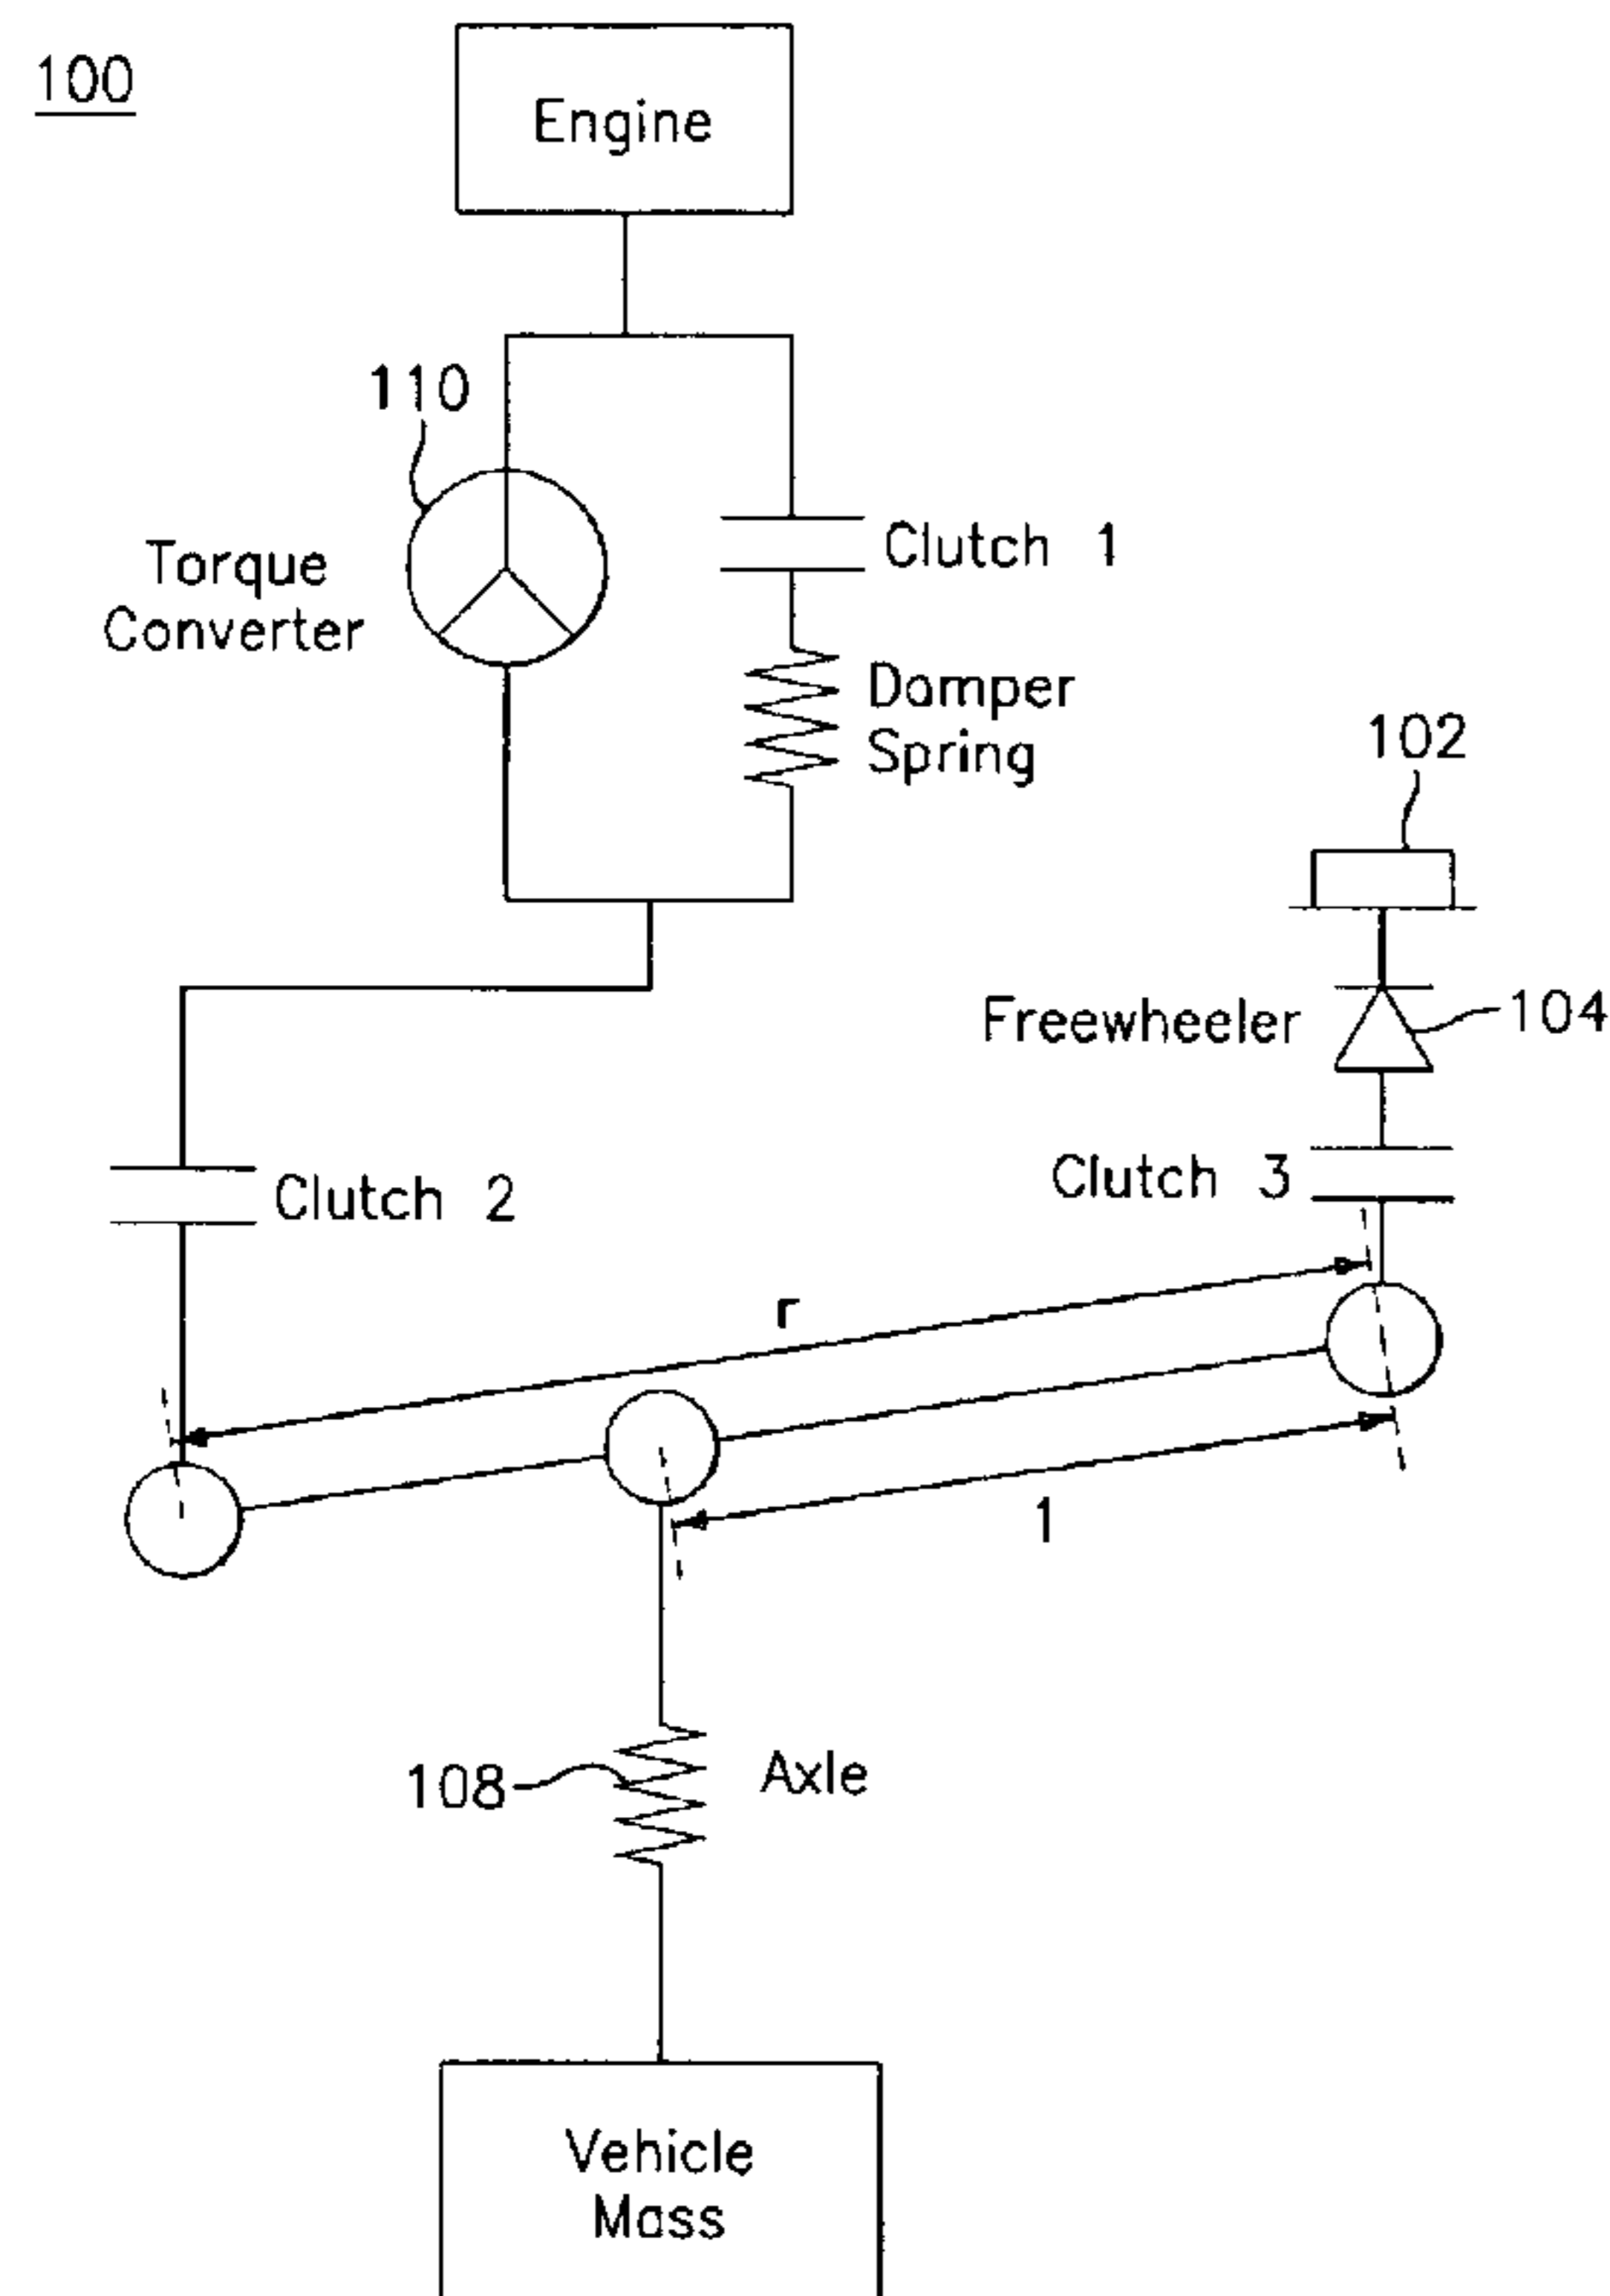 100
Engine
110
Torque
Converter
Clutch 1
Damper
Spring
102
Freewheeler
104
Clutch 3
Clutch 2
r
1
108
Axle
Vehicle
Mass